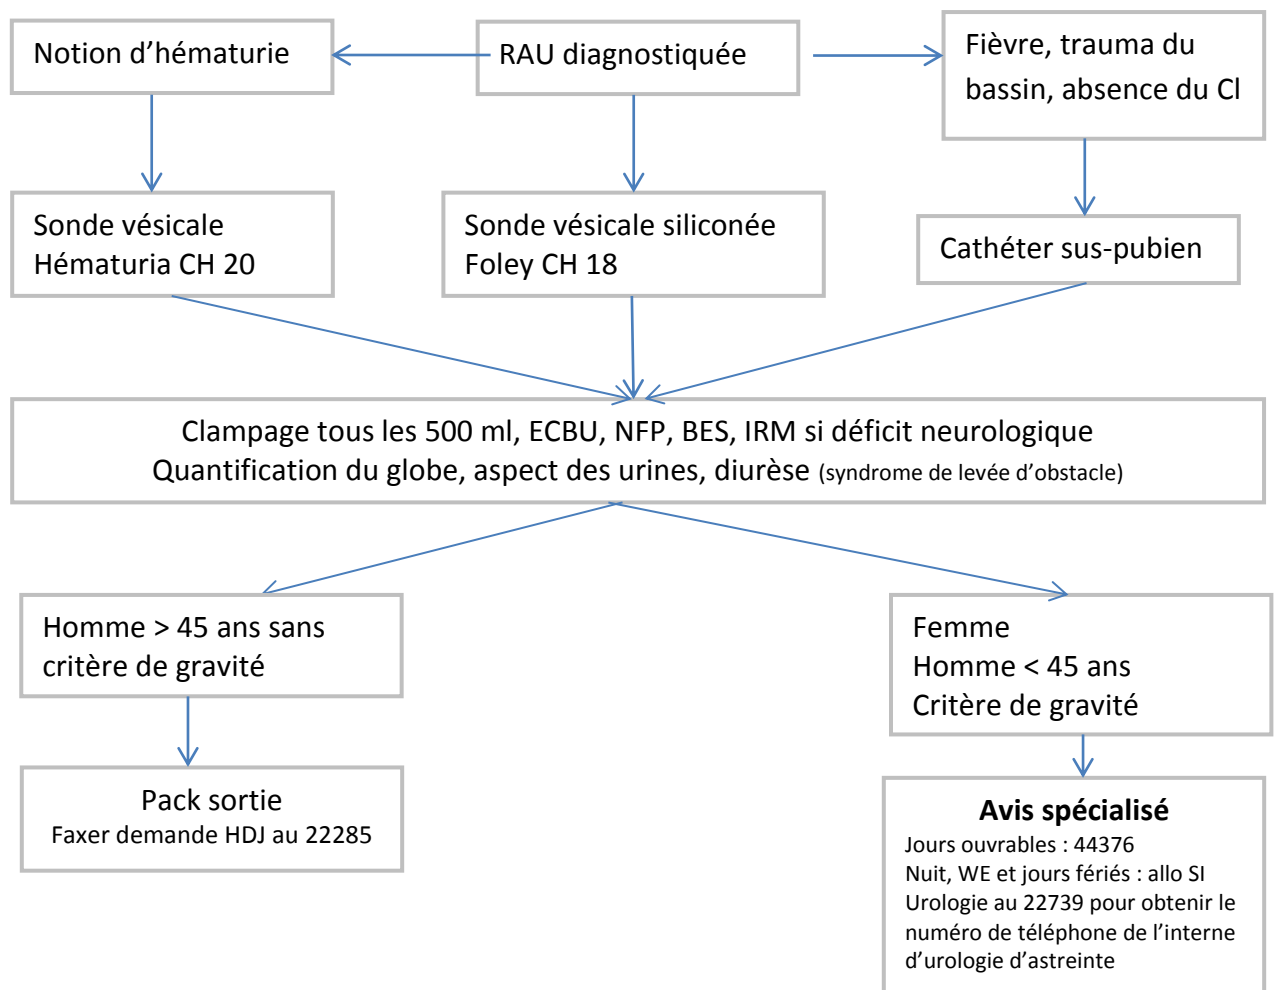 Notion d’hématurie
RAU diagnostiquée
Fièvre, trauma du
bassin, absence du CI
Sonde vésicale
Hématuria CH 20
Sonde vésicale siliconée
Foley CH 18
Cathéter sus-pubien
Clampage tous les 500 ml, ECBU, NFP, BES, IRM si déficit neurologique
Quantification du globe, aspect des urines, diurèse (syndrome de levée d’obstacle)
Homme > 45 ans sans
critère de gravité
Femme
Homme < 45 ans
Critère de gravité
Pack sortie
Faxer demande HDJ au 22285
Avis spécialisé
Jours ouvrables : 44376
Nuit, WE et jours fériés : allo SI
Urologie au 22739 pour obtenir le
numéro de téléphone de l’interne
d’urologie d’astreinte